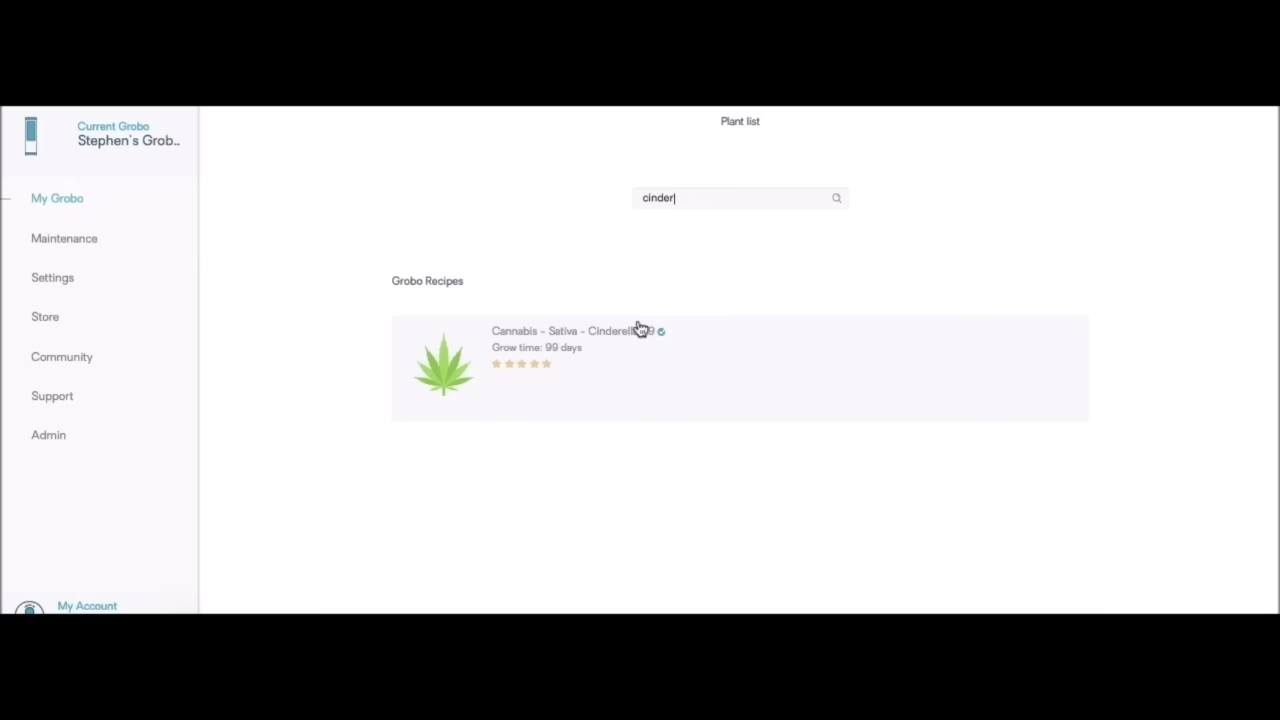 Current Grobo
Stephen's Grob..
My Grobo
Maintenance
Settings
Store
Community
Support
Admin
My Account
Plant list
cinder
Grobo Recipes
Cannabis - Sativa -
Grow time: 99 days